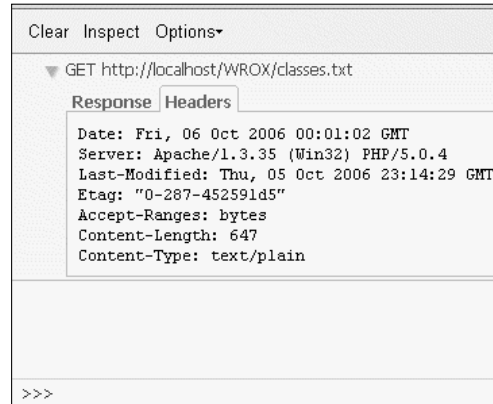 Clear Inspect Options
GET http://localhost/WROX/classes.txt
Response Headers
Date: Fri, 06 Oct 2006 00:01:02 GMT
Server: Apache/1.3.35 (Win32) PHP/5.0.4
Last-Modified: Thu, 05 Oct 2006 23:14:29 GMT
Etag: "0-287-452591d5"
Accept-Ranges: bytes
Content-Length: 647
Content-Type: text/plain
>>>